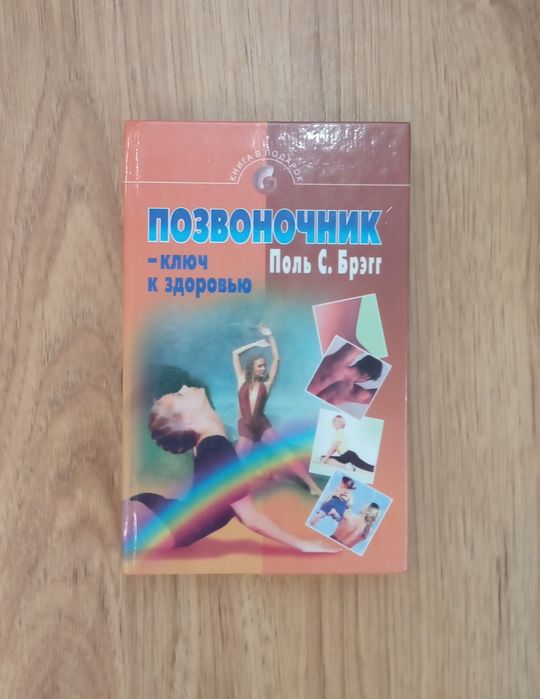 КНИГА В ПОДАРОК
ПОЗВОНОЧНИК
– ключ
к здоровью
Поль С. Брэгг